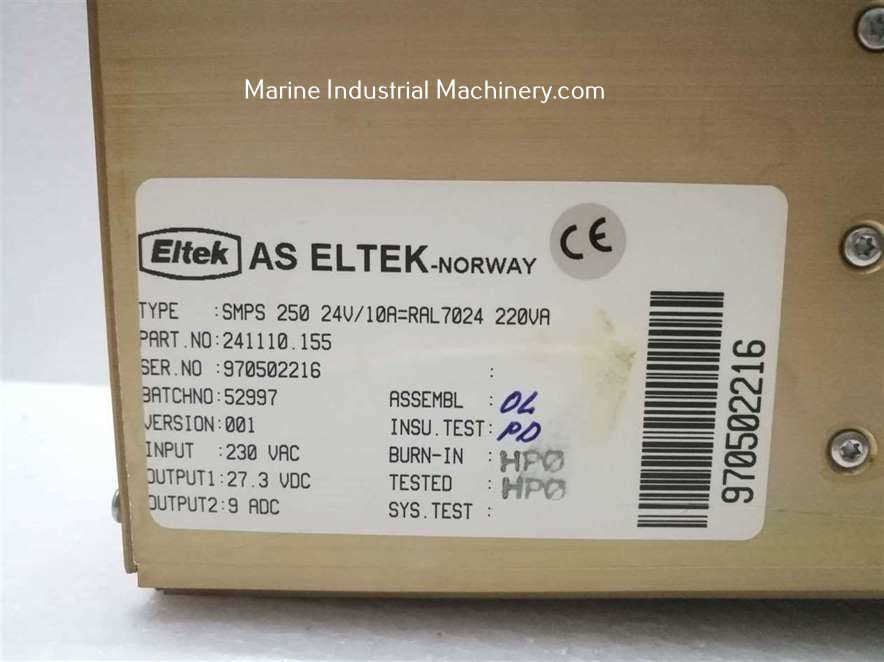 Marine Industrial Machinery.com
Eltek AS ELTEK-NORWAY CE
TYPE :SMPS 250 24V/10A=RAL7024 220VA
PART.NO:241110.155
SER.NO :970502216 :
BATCHNO:52997 ASSEMBL : OL
VERSION:001 INSU.TEST: PD
INPUT :230 VAC BURN-IN : HPØ
OUTPUT1:27.3 VDC TESTED : HPØ
OUTPUT2:9 ADC SYS.TEST :
970502216